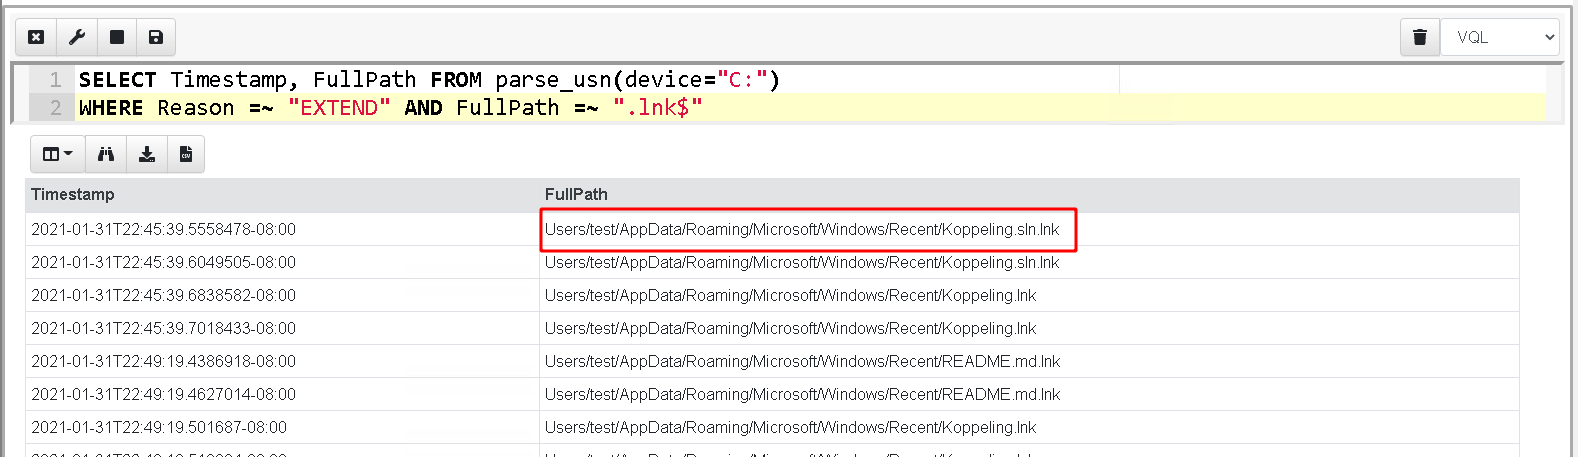 VQL
1 SELECT Timestamp, FullPath FROM parse_usn(device="C:")
2 WHERE Reason =~ "EXTEND" AND FullPath =~ ".lnk$"
CSV
Timestamp FullPath
2021-01-31T22:45:39.5558478-08:00 Users/test/AppData/Roaming/Microsoft/Windows/Recent/Koppeling.sln.lnk
2021-01-31T22:45:39.6049505-08:00 Users/test/AppData/Roaming/Microsoft/Windows/Recent/Koppeling.sln.lnk
2021-01-31T22:45:39.6838582-08:00 Users/test/AppData/Roaming/Microsoft/Windows/Recent/Koppeling.lnk
2021-01-31T22:45:39.7018433-08:00 Users/test/AppData/Roaming/Microsoft/Windows/Recent/Koppeling.lnk
2021-01-31T22:49:19.4386918-08:00 Users/test/AppData/Roaming/Microsoft/Windows/Recent/README.md.lnk
2021-01-31T22:49:19.4627014-08:00 Users/test/AppData/Roaming/Microsoft/Windows/Recent/README.md.lnk
2021-01-31T22:49:19.501687-08:00 Users/test/AppData/Roaming/Microsoft/Windows/Recent/Koppeling.lnk